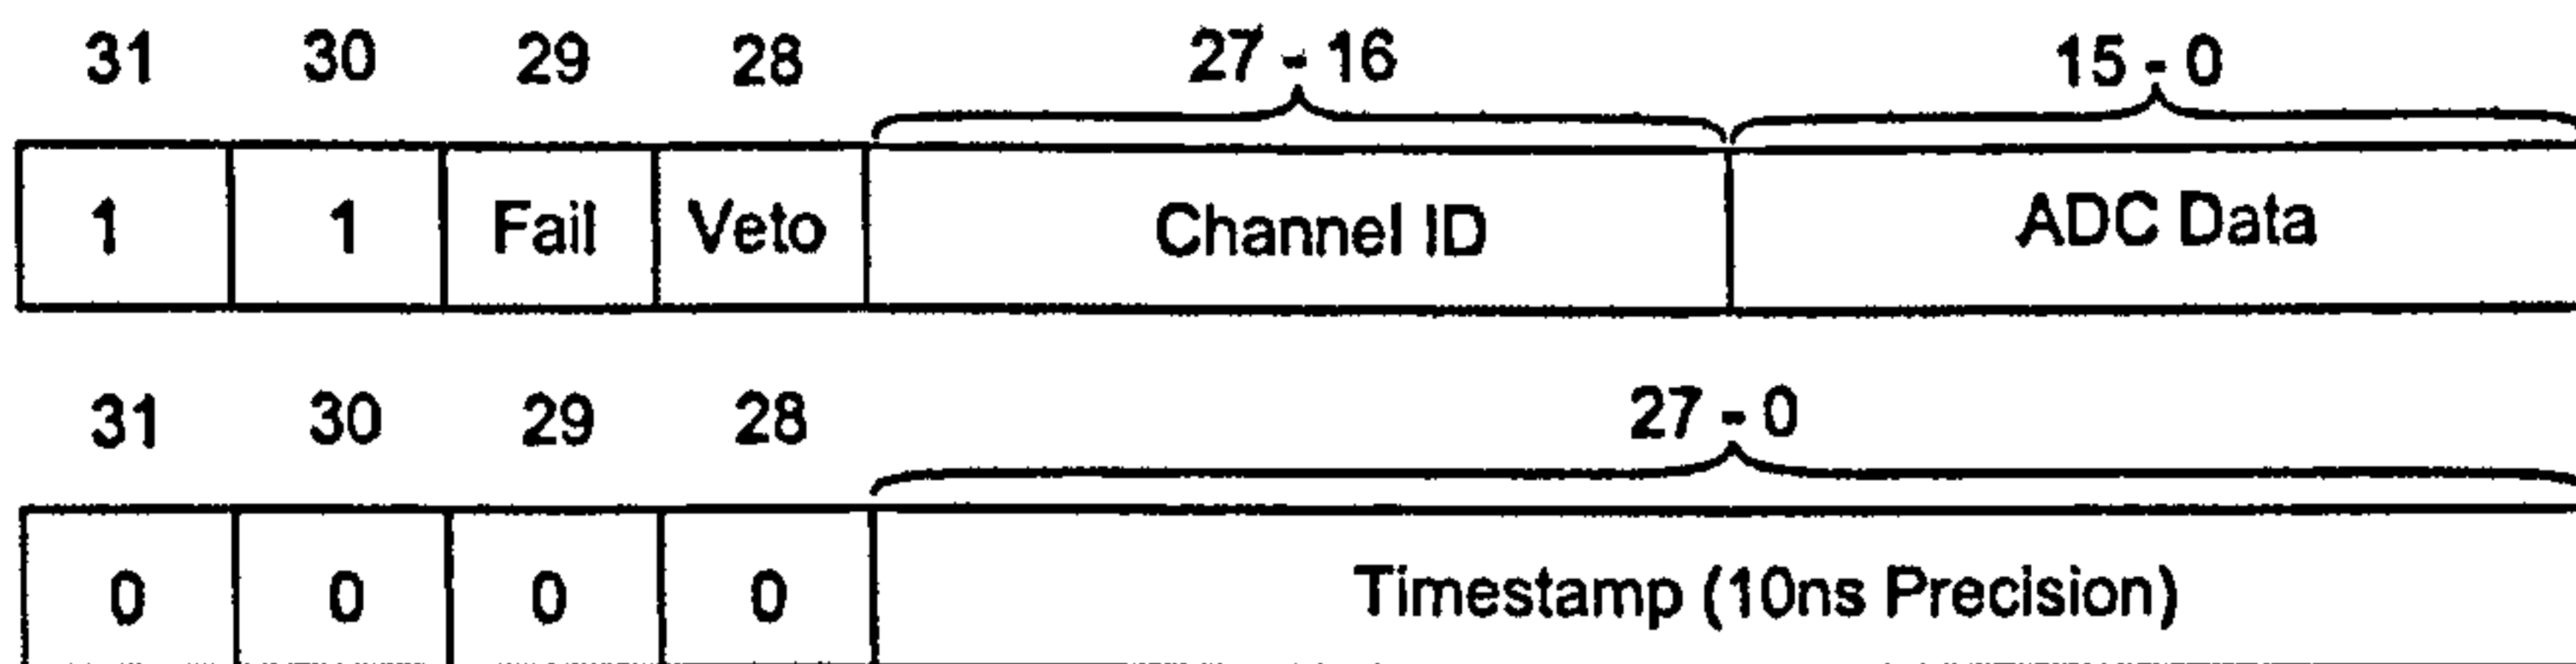 31 30 29 28 27 - 16 15 - 0
1 1 Fail Veto Channel ID ADC Data
31 30 29 28 27 - 0
0 0 0 0 Timestamp (10ns Precision)